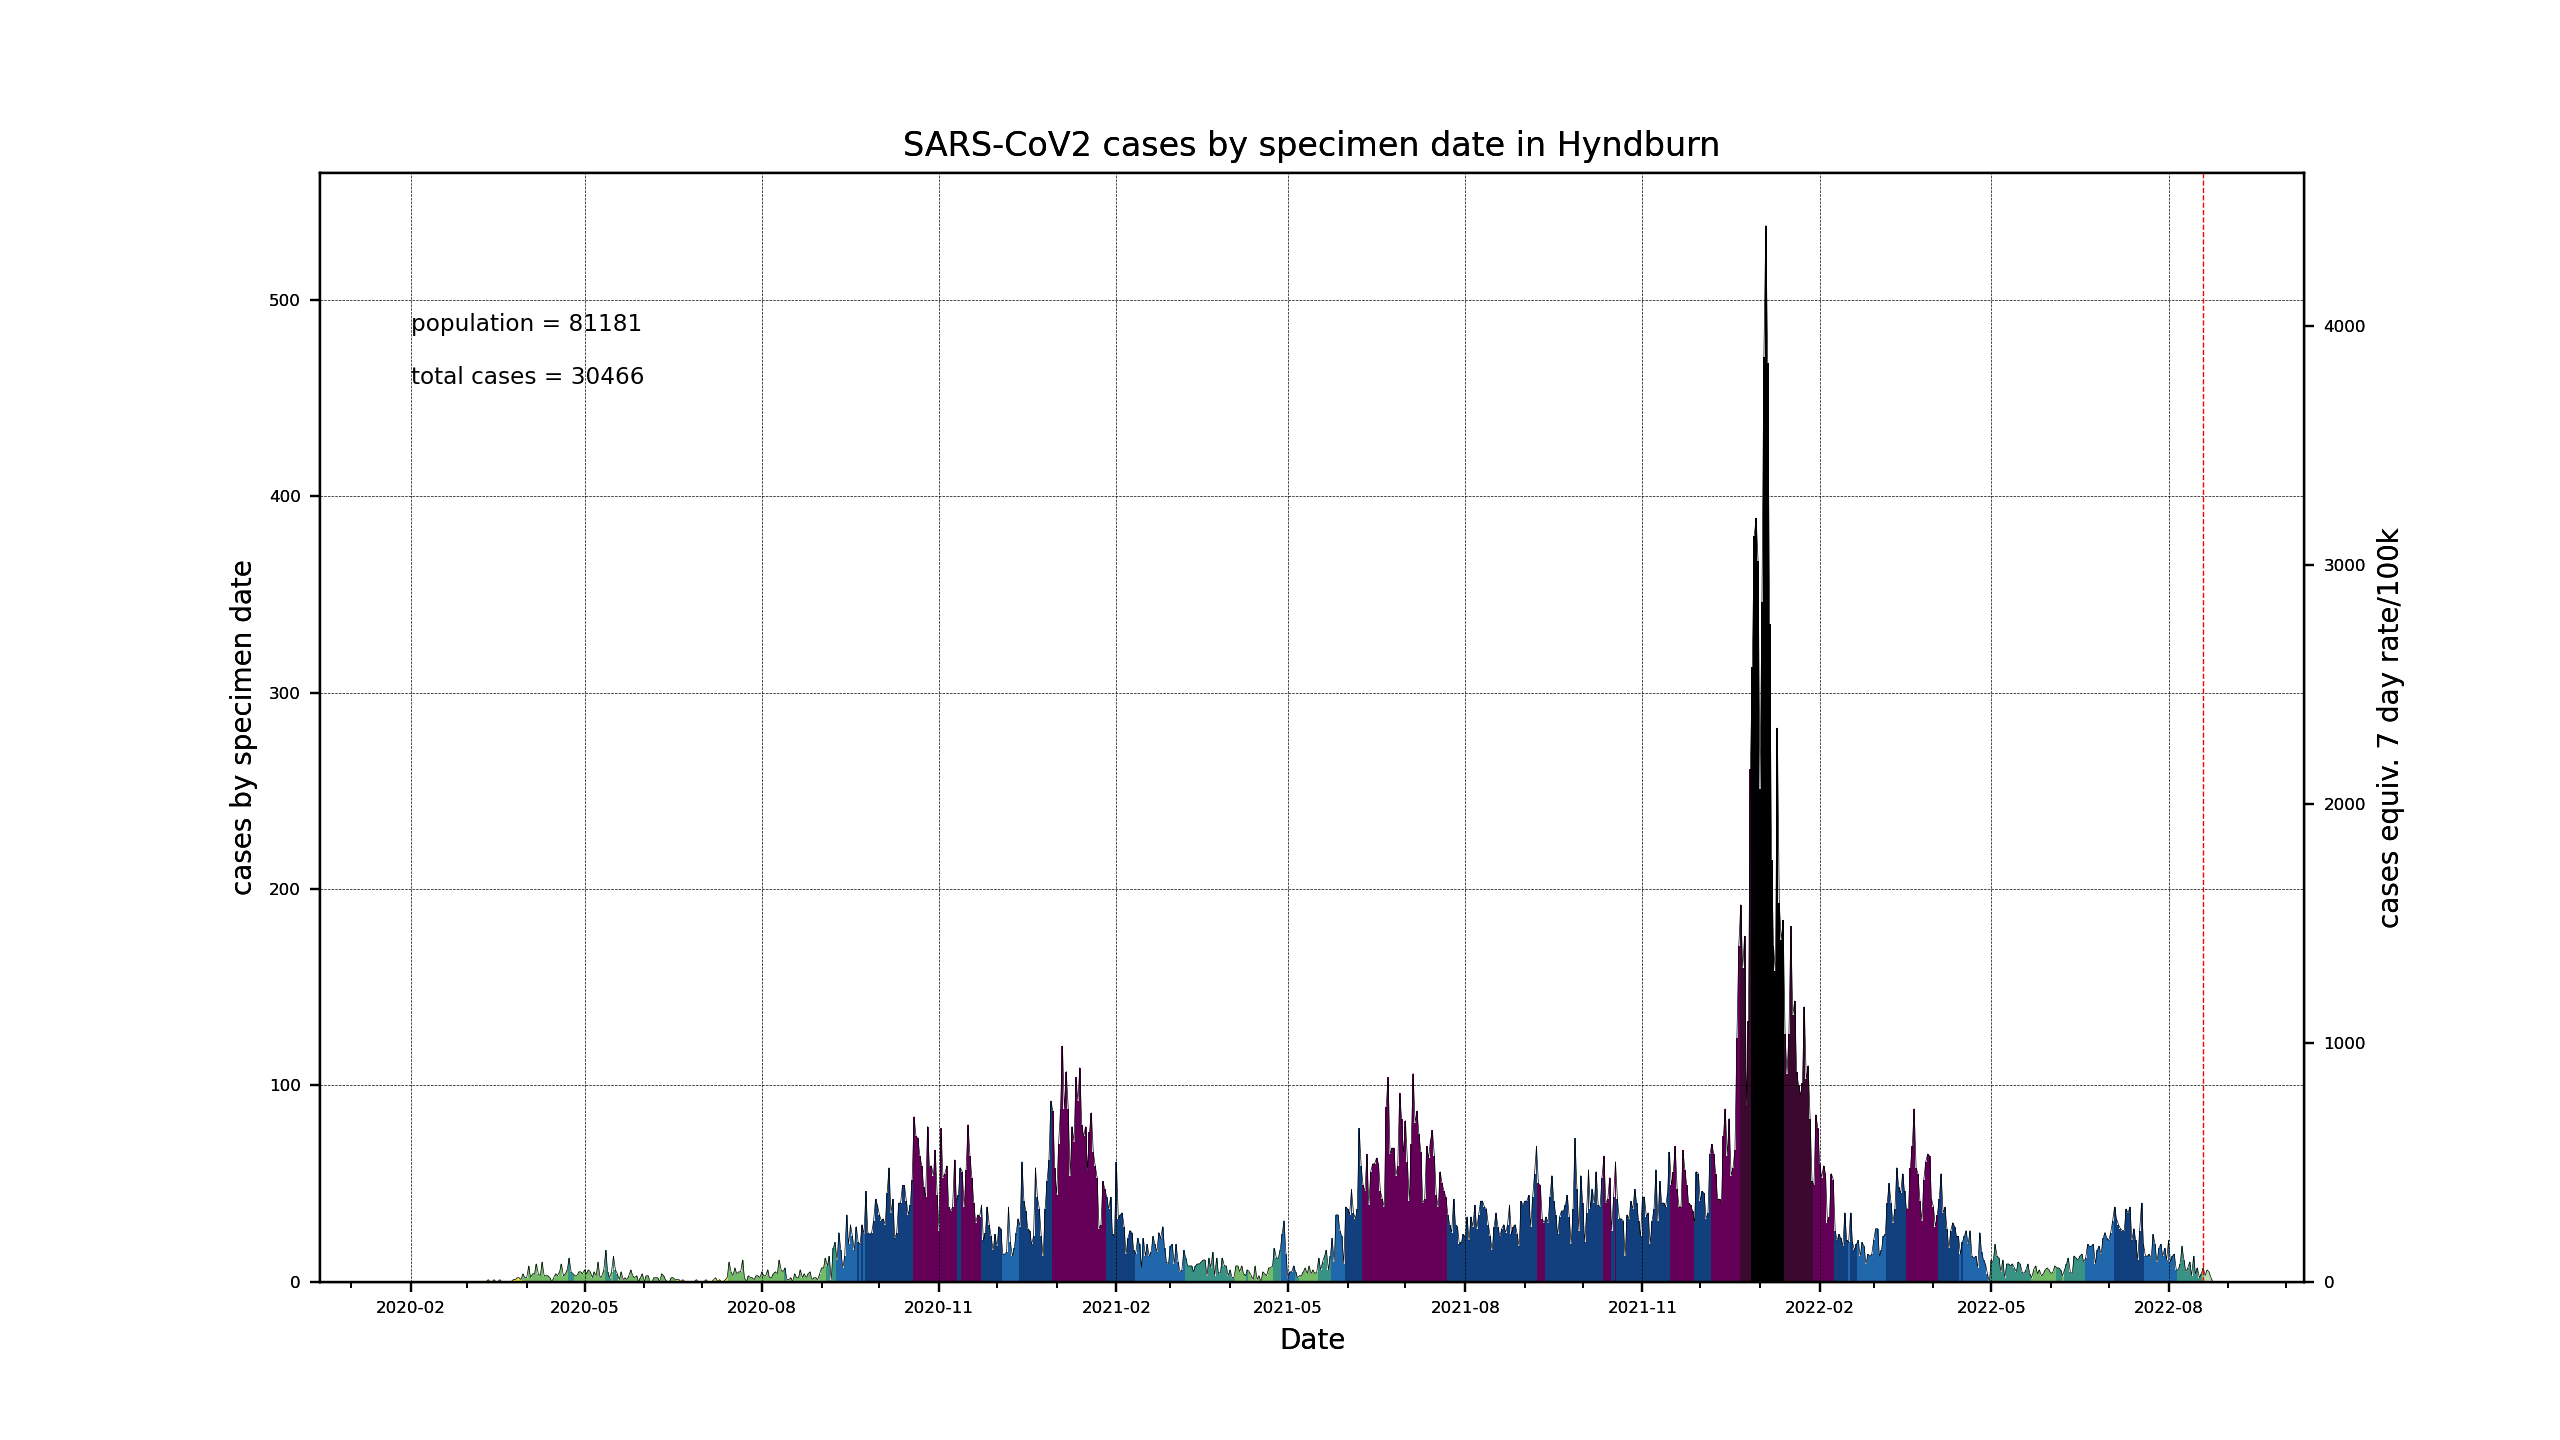 SARS-CoV2 cases by specimen date in Hyndburn
population = 81181
total cases = 30466
cases by specimen date
500
400
300
200
100
0
cases equiv. 7 day rate/100k
4000
3000
2000
1000
0
2020-02 2020-05 2020-08 2020-11 2021-02 2021-05 2021-08 2021-11 2022-02 2022-05 2022-08
Date